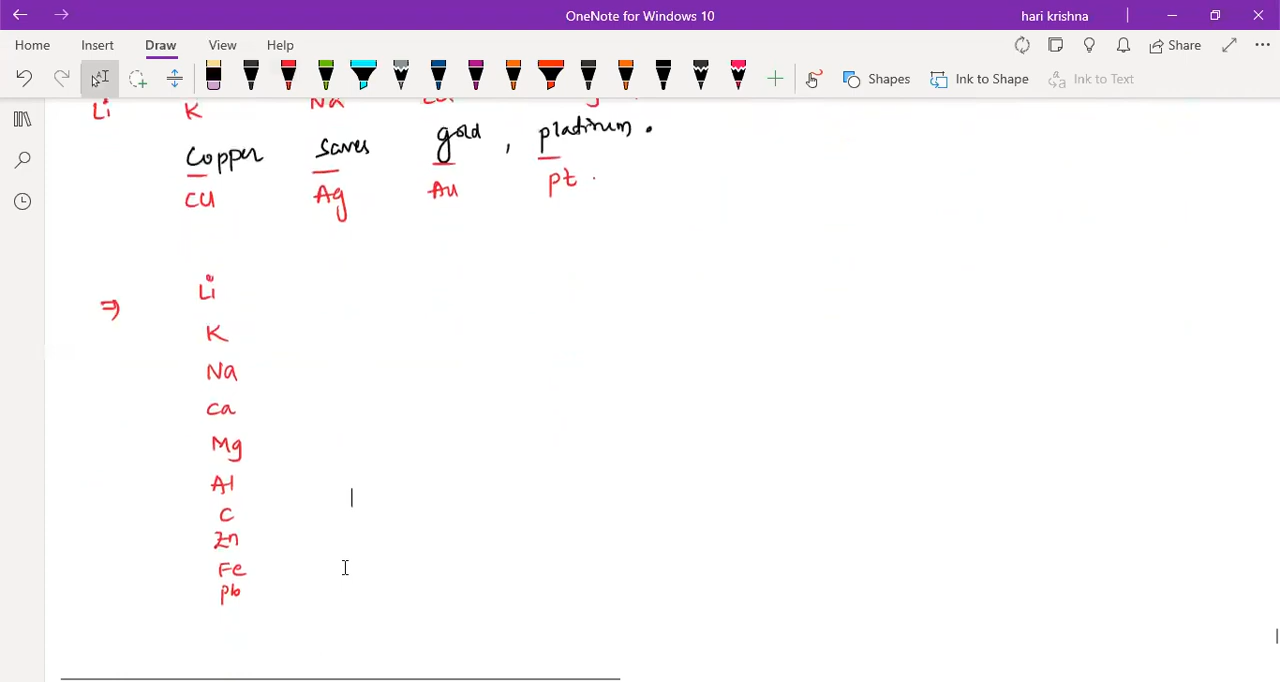 OneNote for Windows 10
hari krishna
Home Insert Draw View Help
Share
Shapes Ink to Shape Ink to Text
Li K Na
Copper saves gold , platinum.
Cu Ag Au pt
⇒ Li
K
Na
Ca
Mg
Al
C
Zn
Fe
pb